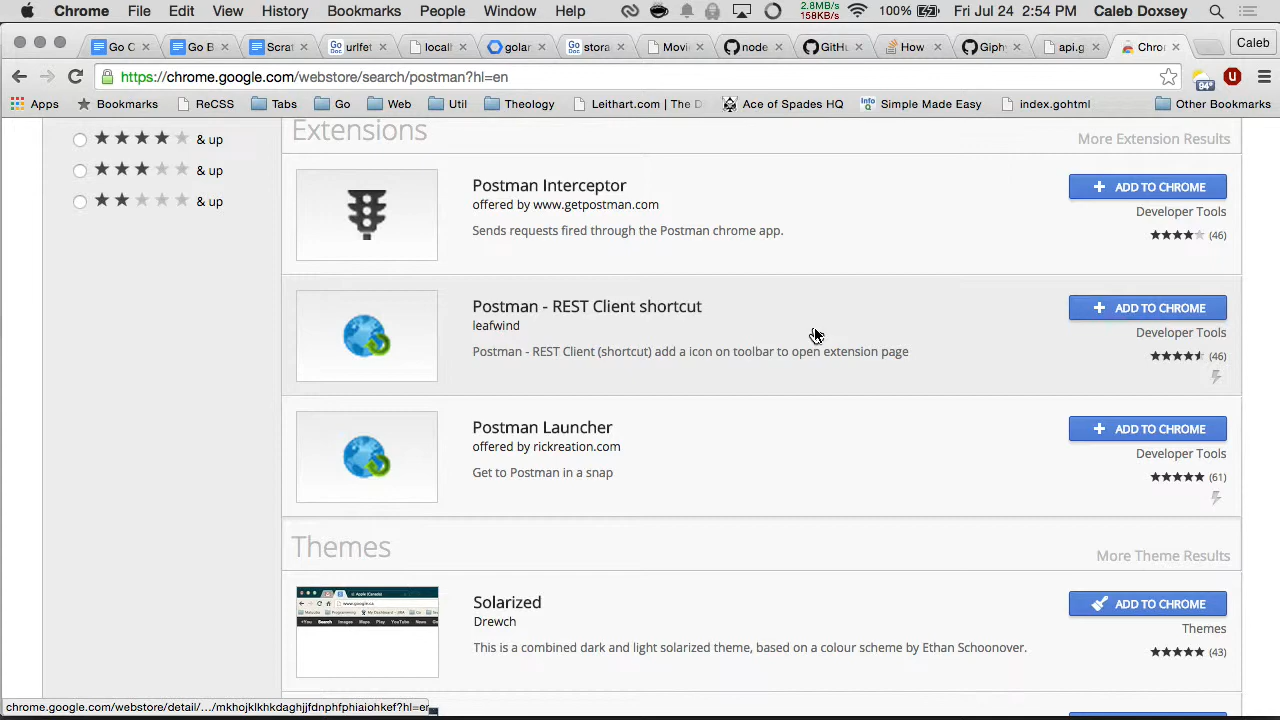 Chrome File Edit View History Bookmarks People Window Help 2.8MB/s 158KB/s 100% Fri Jul 24 2:54 PM Caleb Doxsey
Go C Go B Scrat urlfet localh golan stora Movi node GitHu How Giphy api.g Chro Caleb
https://chrome.google.com/webstore/search/postman?hl=en 94°
Apps Bookmarks ReCSS Tats Go Web Util Theology Leithart.com | The D Ace of Spades HQ Simple Made Easy index.gohtml Other Bookmarks
Extensions
More Extension Results
& up
& up
& up
Postman Interceptor
offered by www.getpostman.com
Sends requests fired through the Postman chrome app.
ADD TO CHROME
Developer Tools
(46)
Postman - REST Client shortcut
leafwind
Postman - REST Client (shortcut) add a icon on toolbar to open extension page
ADD TO CHROME
Developer Tools
(46)
Postman Launcher
offered by rickreation.com
Get to Postman in a snap
ADD TO CHROME
Developer Tools
(61)
Themes
More Theme Results
Solarized
Drewch
This is a combined dark and light solarized theme, based on a colour scheme by Ethan Schoonover.
ADD TO CHROME
Themes
(43)
chrome.google.com/webstore/detail/.../mkhojklkhkdaghjjfdnphfphiaiohkef?hl=en